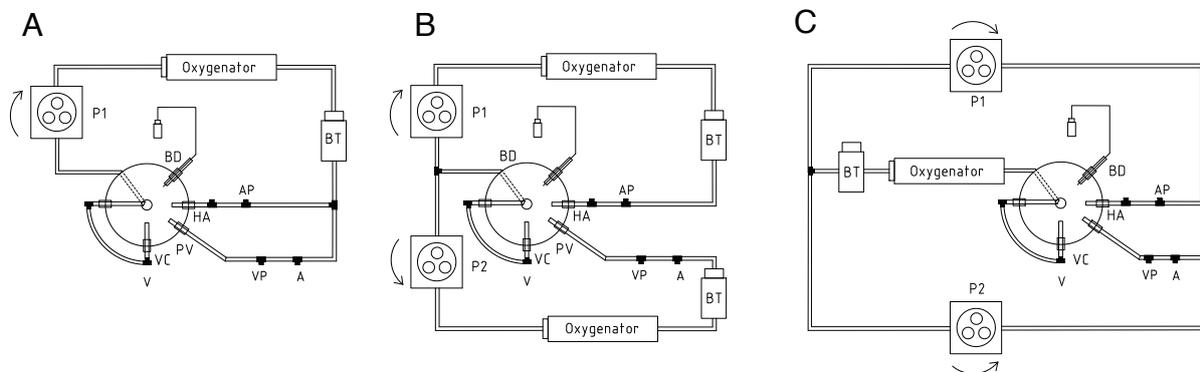 A
B
C
Oxygenator
P1
BT
BD
AP
HA
PV
VC
VP
A
V
Oxygenator
P1
BT
BD
AP
HA
PV
P2
VC
VP
A
V
BT
Oxygenator
P1
BT
Oxygenator
BD
AP
HA
VC
VP
A
V
P2